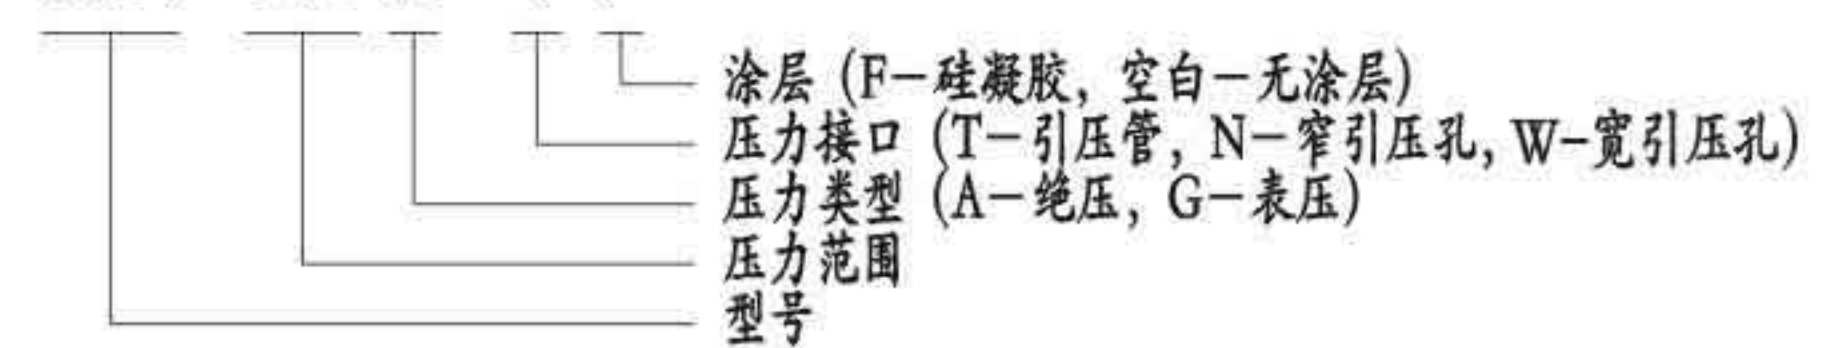 涂层 (F－硅凝胶, 空白－无涂层)
压力接口 (T－引压管, N－窄引压孔, W-宽引压孔)
压力类型 (A－绝压, G－表压)
压力范围
型号